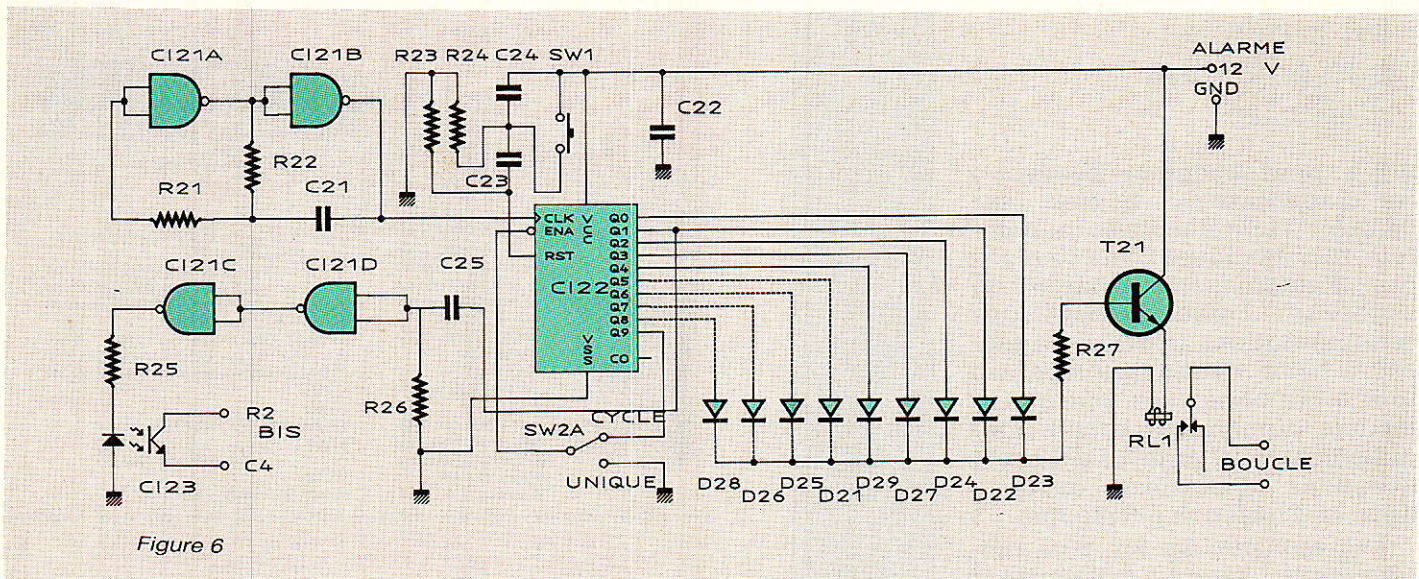 CI21A
CI21B
R23 R24 C24 SW1
ALARME
12 V
GND
C22
R22
C23
R21
C21
CLK
ENA
RST
VCC
CI22
VSS
Q0
Q1
Q2
Q3
Q4
Q5
Q6
Q7
Q8
Q9
CO
T21
CI21C
CI21D
C25
R27
R25
R26
CYCLE
SW2A
UNIQUE
R2
BIS
C4
CI23
RL1
BOUCLE
D28 D25 D29 D24 D23
D26 D21 D27 D22
Figure 6